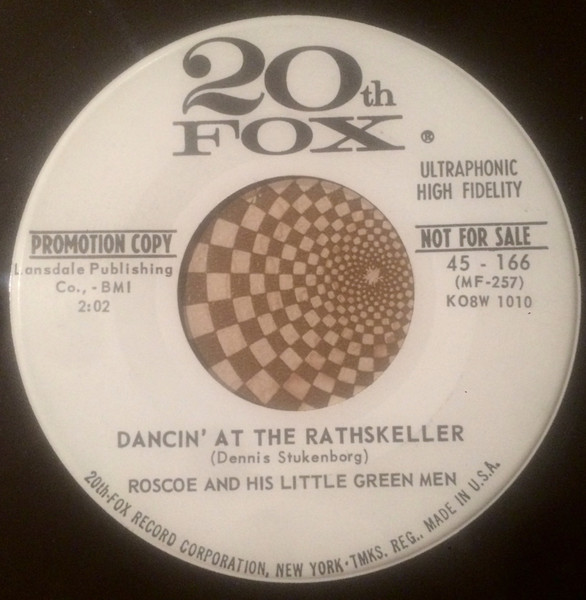 20th
FOX ®
ULTRAPHONIC
HIGH FIDELITY
PROMOTION COPY
Lansdale Publishing
Co., - BMI
2:02
NOT FOR SALE
45 - 166
(MF-257)
KO8W 1010
DANCIN' AT THE RATHSKELLER
(Dennis Stukenborg)
ROSCOE AND HIS LITTLE GREEN MEN
20th-FOX RECORD CORPORATION, NEW YORK • TMKS. REG., MADE IN U.S.A.